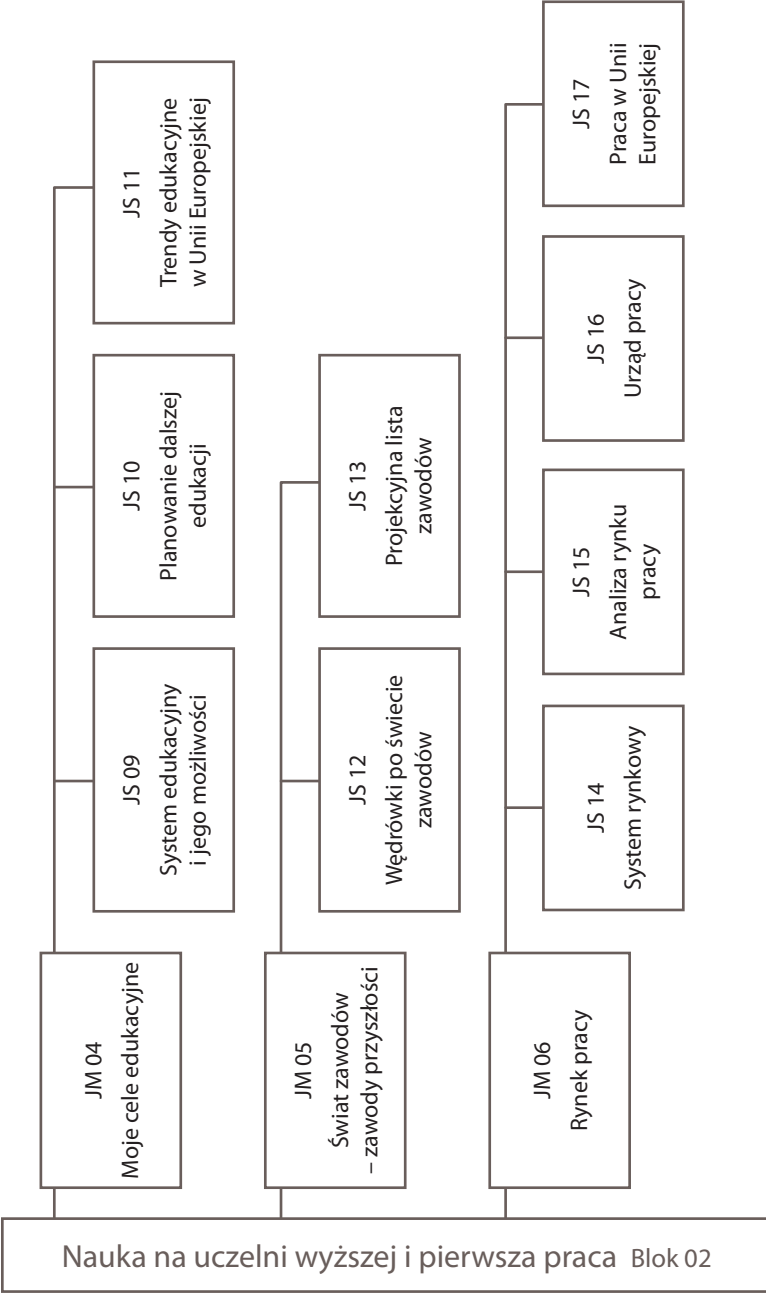 Nauka na uczelni wyższej i pierwsza praca Blok 02
JM 04
Moje cele edukacyjne
JS 09
System edukacyjny
i jego możliwości
JS 10
Planowanie dalszej
edukacji
JS 11
Trendy edukacyjne
w Unii Europejskiej
JM 05
Świat zawodów
– zawody przyszłości
JS 12
Wędrówki po świecie
zawodów
JS 13
Projekcyjna lista
zawodów
JM 06
Rynek pracy
JS 14
System rynkowy
JS 15
Analiza rynku
pracy
JS 16
Urząd pracy
JS 17
Praca w Unii
Europejskiej